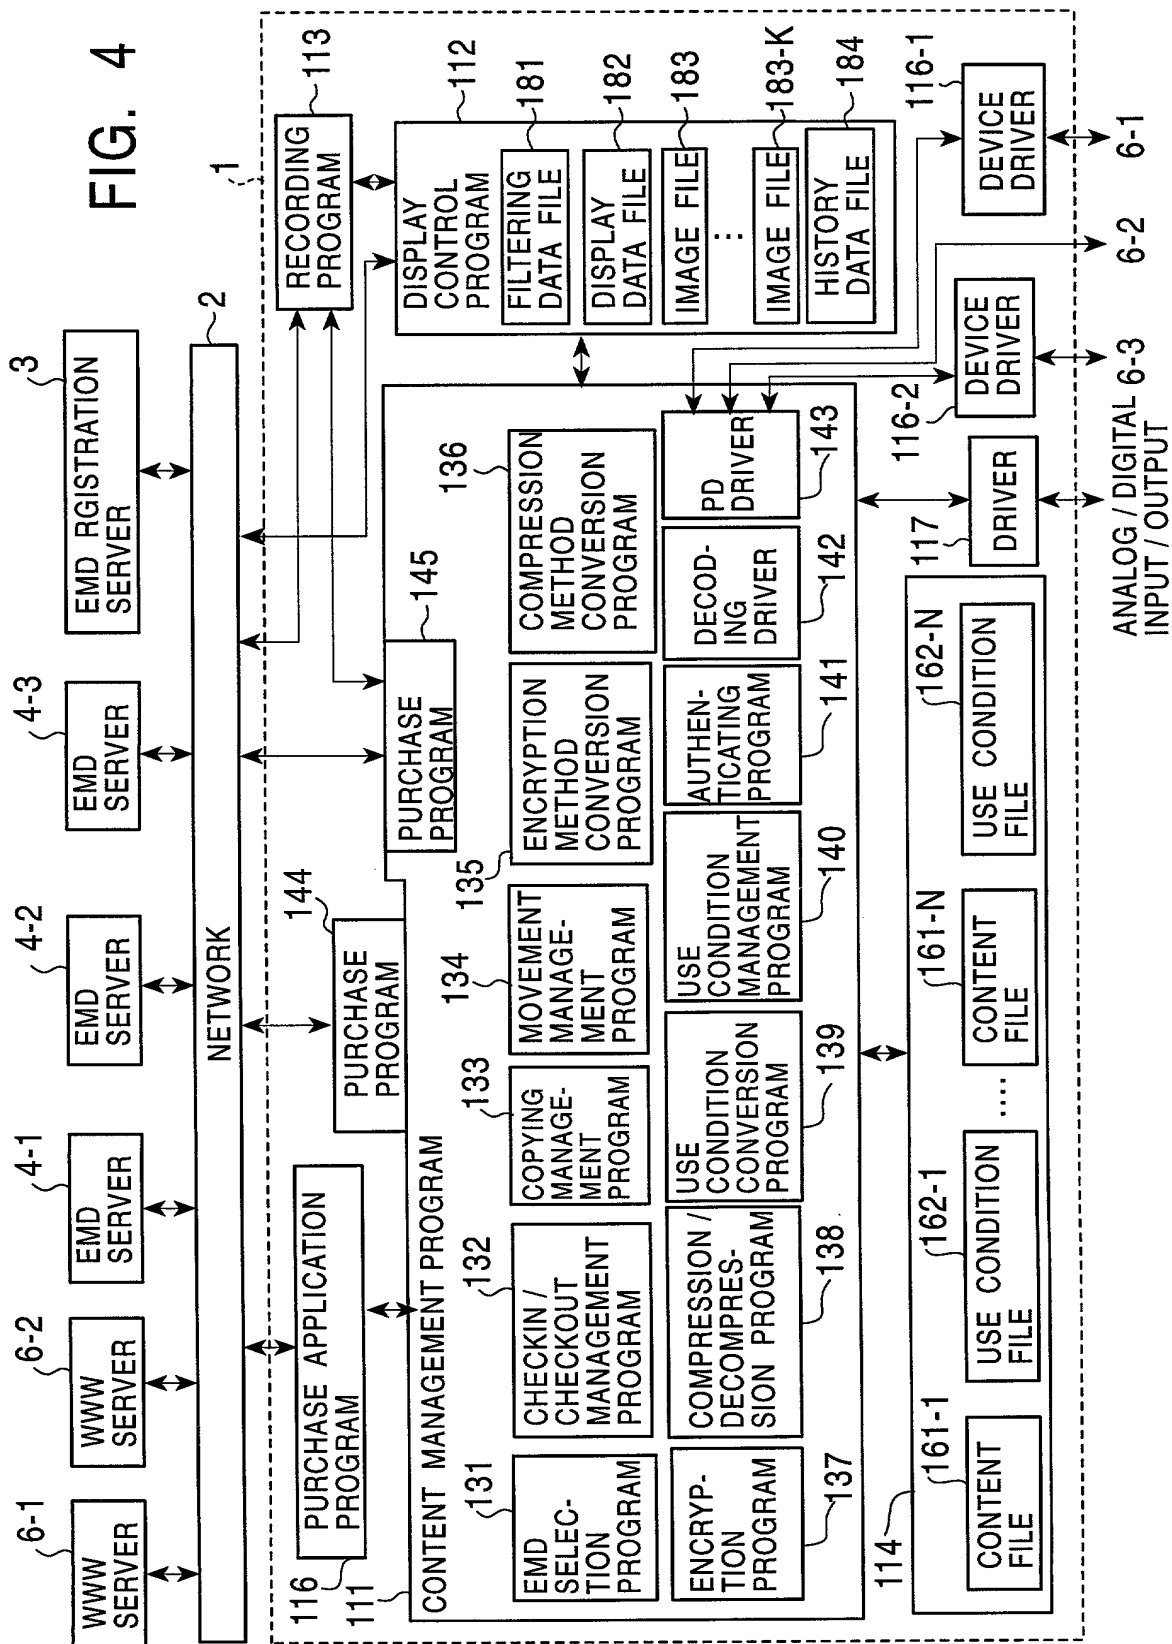 FIG. 4
6-1
WWW
SERVER
6-2
WWW
SERVER
4-1
EMD
SERVER
4-2
EMD
SERVER
4-3
EMD
SERVER
3
EMD RGISTRATION
SERVER
NETWORK
2
1
116
PURCHASE APPLICATION
PROGRAM
144
PURCHASE
PROGRAM
145
PURCHASE
PROGRAM
113
RECORDING
PROGRAM
111
CONTENT MANAGEMENT PROGRAM
131
EMD
SELEC-
TION
PROGRAM
132
CHECKIN /
CHECKOUT
MANAGEMENT
PROGRAM
133
COPYING
MANAGE-
MENT
PROGRAM
134
MOVEMENT
MANAGE-
MENT
PROGRAM
135
ENCRYPTION
METHOD
CONVERSION
PROGRAM
136
COMPRESSION
METHOD
CONVERSION
PROGRAM
ENCRYP-
TION
PROGRAM
137
COMPRESSION /
DECOMPRES-
SION PROGRAM
138
USE
CONDITION
CONVERSION
PROGRAM
139
USE
CONDITION
MANAGEMENT
PROGRAM
140
AUTHEN-
TICATING
PROGRAM
141
DECOD-
ING
DRIVER
142
PD
DRIVER
143
112
DISPLAY
CONTROL
PROGRAM
181
FILTERING
DATA FILE
182
DISPLAY
DATA FILE
183
IMAGE FILE
...
183-K
IMAGE FILE
184
HISTORY
DATA FILE
114
161-1
CONTENT
FILE
162-1
USE CONDITION
FILE
....
161-N
CONTENT
FILE
162-N
USE CONDITION
FILE
117
DRIVER
116-2
DEVICE
DRIVER
116-1
DEVICE
DRIVER
ANALOG / DIGITAL
INPUT / OUTPUT
6-3
6-2
6-1